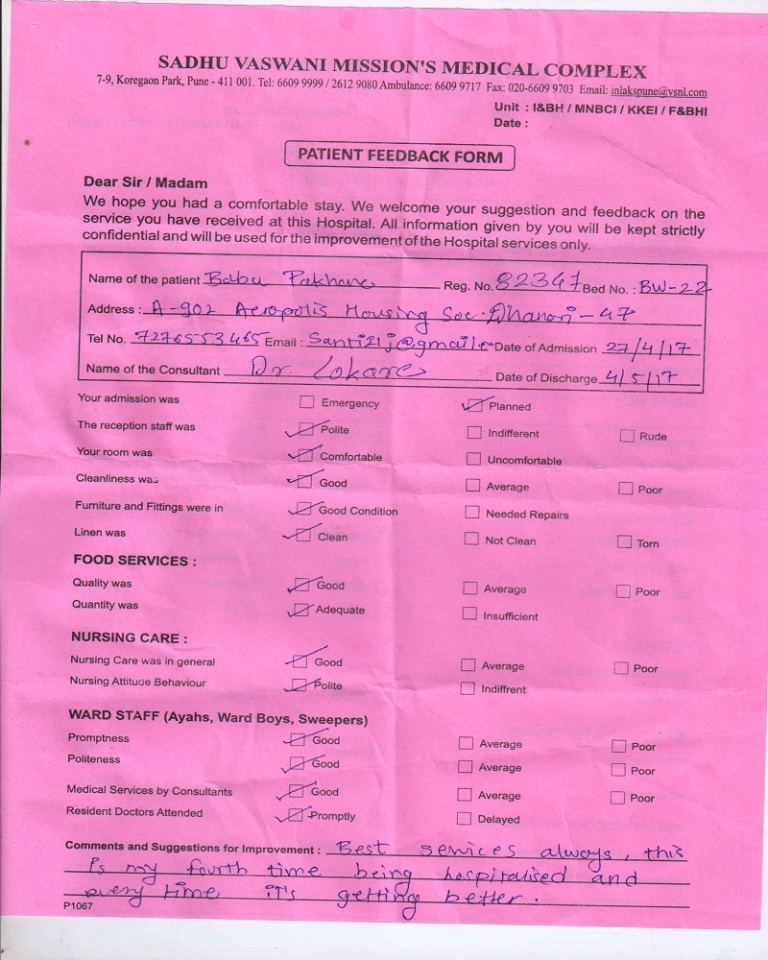 SADHU VASWANI MISSION'S MEDICAL COMPLEX
7-9, Koregaon Park, Pune - 411 001. Tel: 6609 9999 / 2612 9080 Ambulance: 6609 9717 Fax: 020-6609 9703 Email: inlakspune@vsnl.com
Unit : I&BH / MNBCI / KKEI / F&BHI
Date :
PATIENT FEEDBACK FORM
Dear Sir / Madam
We hope you had a comfortable stay. We welcome your suggestion and feedback on the
service you have received at this Hospital. All information given by you will be kept strictly
confidential and will be used for the improvement of the Hospital services only.
Name of the patient Babu Pakhare Reg. No. 82347 Bed No. : BW-22
Address : A-902 Aeropolis Housing Soc. Dhanori - 47
Tel No. 7276553465 Email : Santi21j@gmail.c Date of Admission 27/4/17
Name of the Consultant Dr. Lokare Date of Discharge 4/5/17
Your admission was Emergency Planned
The reception staff was Polite Indifferent Rude
Your room was Comfortable Uncomfortable
Cleanliness was Good Average Poor
Furniture and Fittings were in Good Condition Needed Repairs
Linen was Clean Not Clean Torn
FOOD SERVICES :
Quality was Good Average Poor
Quantity was Adequate Insufficient
NURSING CARE :
Nursing Care was in general Good Average Poor
Nursing Attitude Behaviour Polite Indiffrent
WARD STAFF (Ayahs, Ward Boys, Sweepers)
Promptness Good Average Poor
Politeness Good Average Poor
Medical Services by Consultants Good Average Poor
Resident Doctors Attended Promptly Delayed
Comments and Suggestions for Improvement : Best services always, this
is my fourth time being hospitalised and
every time it's getting better.
P1067